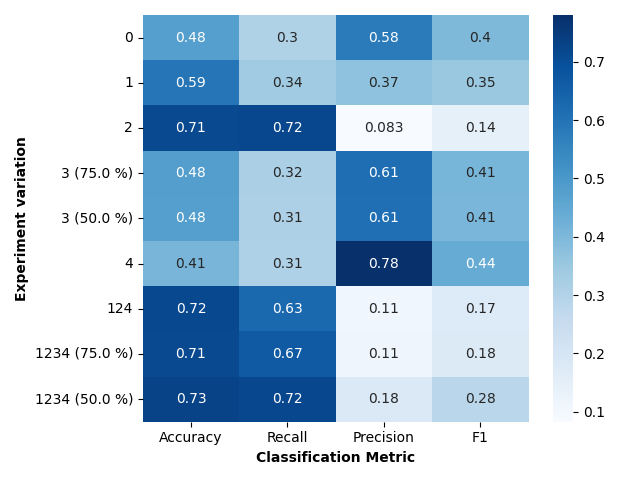 0 0.48 0.3 0.58 0.4
1 0.59 0.34 0.37 0.35
2 0.71 0.72 0.083 0.14
3 (75.0 %) 0.48 0.32 0.61 0.41
3 (50.0 %) 0.48 0.31 0.61 0.41
4 0.41 0.31 0.78 0.44
124 0.72 0.63 0.11 0.17
1234 (75.0 %) 0.71 0.67 0.11 0.18
1234 (50.0 %) 0.73 0.72 0.18 0.28
Accuracy Recall Precision F1
Classification Metric
Experiment variation
0.7
0.6
0.5
0.4
0.3
0.2
0.1